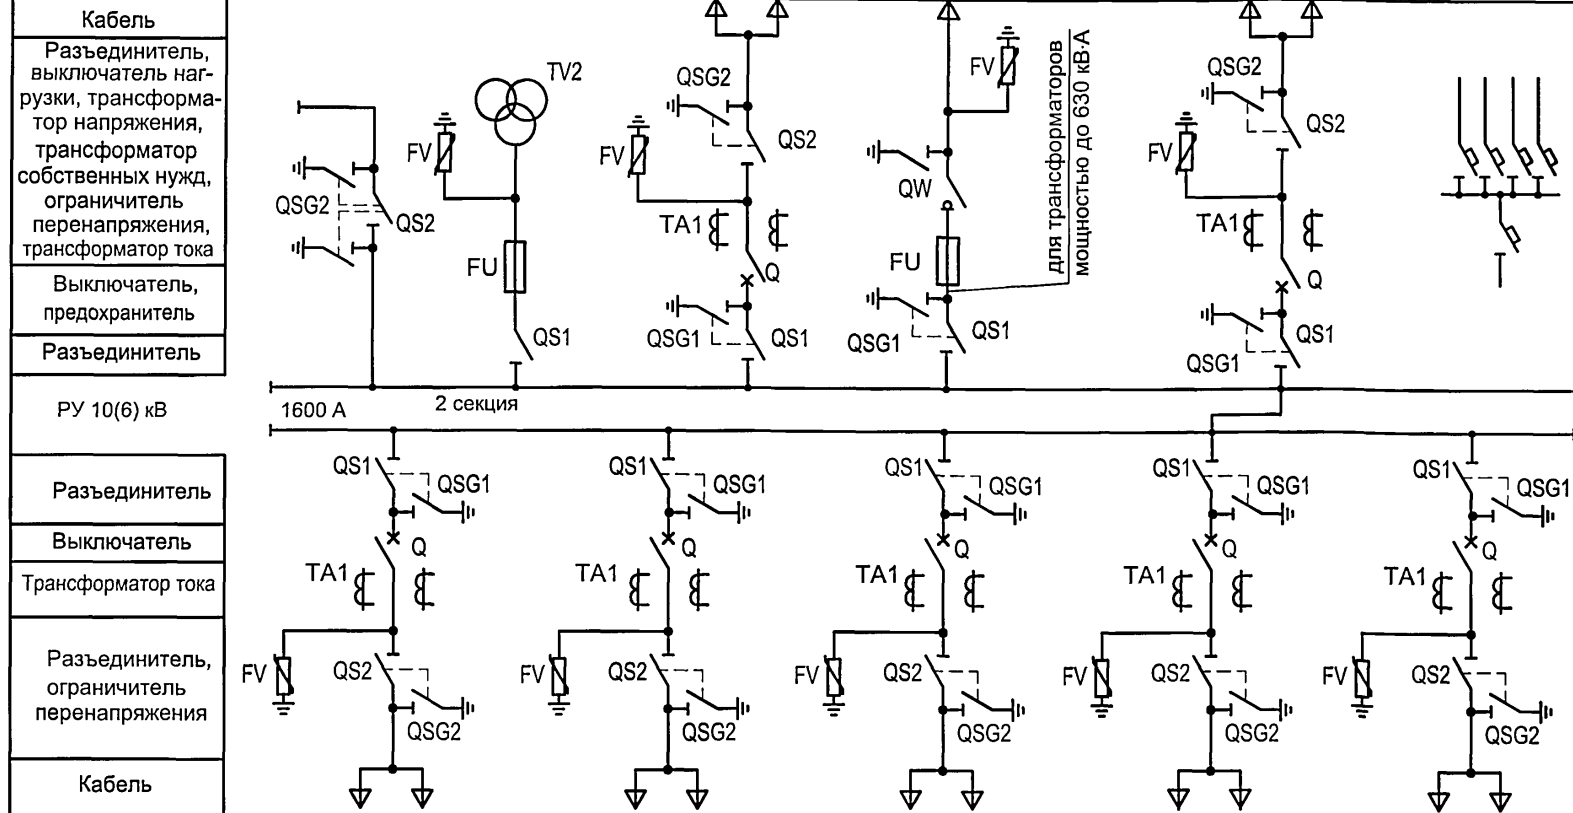 Кабель
Разъединитель,
выключатель наг-
рузки, трансформа-
тор напряжения,
трансформатор
собственных нужд,
ограничитель
перенапряжения,
трансформатор тока
Выключатель,
предохранитель
Разъединитель
РУ 10(6) кВ
Разъединитель
Выключатель
Трансформатор тока
Разъединитель,
ограничитель
перенапряжения
Кабель
QSG2
QS2
TV2
FV
FU
QS1
QSG2
QS2
FV
TA1
Q
QSG1
QS1
FV
QW
FU
QSG1
QS1
для трансформаторов
мощностью до 630 кВ·А
QSG2
QS2
FV
TA1
Q
QS1
QSG1
1600 А
2 секция
QS1
QSG1
Q
TA1
FV
QS2
QSG2
QS1
QSG1
Q
TA1
FV
QS2
QSG2
QS1
QSG1
Q
TA1
FV
QS2
QSG2
QS1
QSG1
Q
TA1
FV
QS2
QSG2
QS1
QSG1
Q
TA1
FV
QS2
QSG2